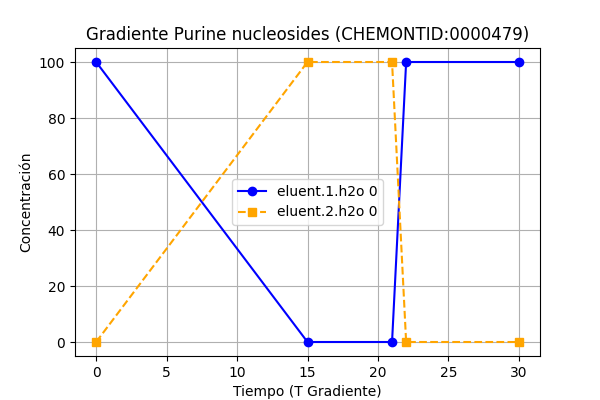 Gradiente Purine nucleosides (CHEMONTID:0000479)
100
80
60
40
20
0
Concentración
eluent.1.h2o 0
eluent.2.h2o 0
0 5 10 15 20 25 30
Tiempo (T Gradiente)